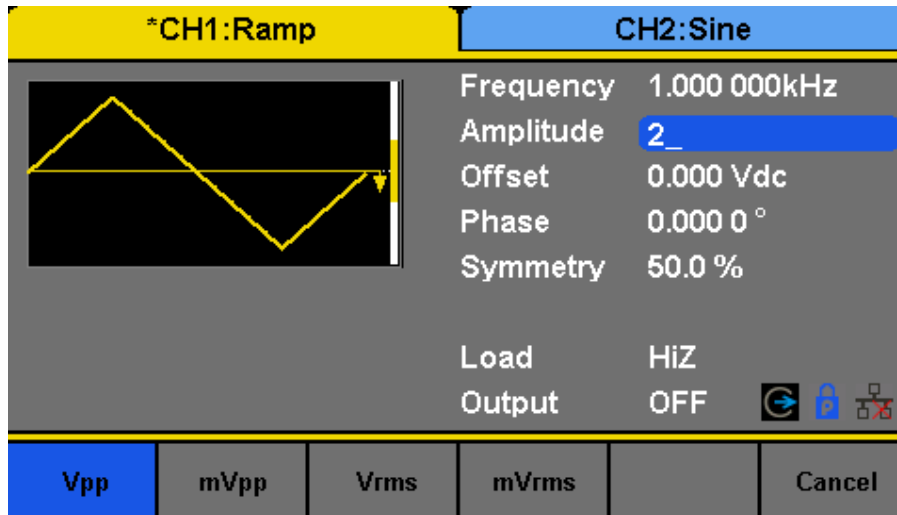 *CH1:Ramp CH2:Sine
Frequency 1.000 000kHz
Amplitude 2_
Offset 0.000 Vdc
Phase 0.000 0 °
Symmetry 50.0 %
Load HiZ
Output OFF P
Vpp mVpp Vrms mVrms Cancel